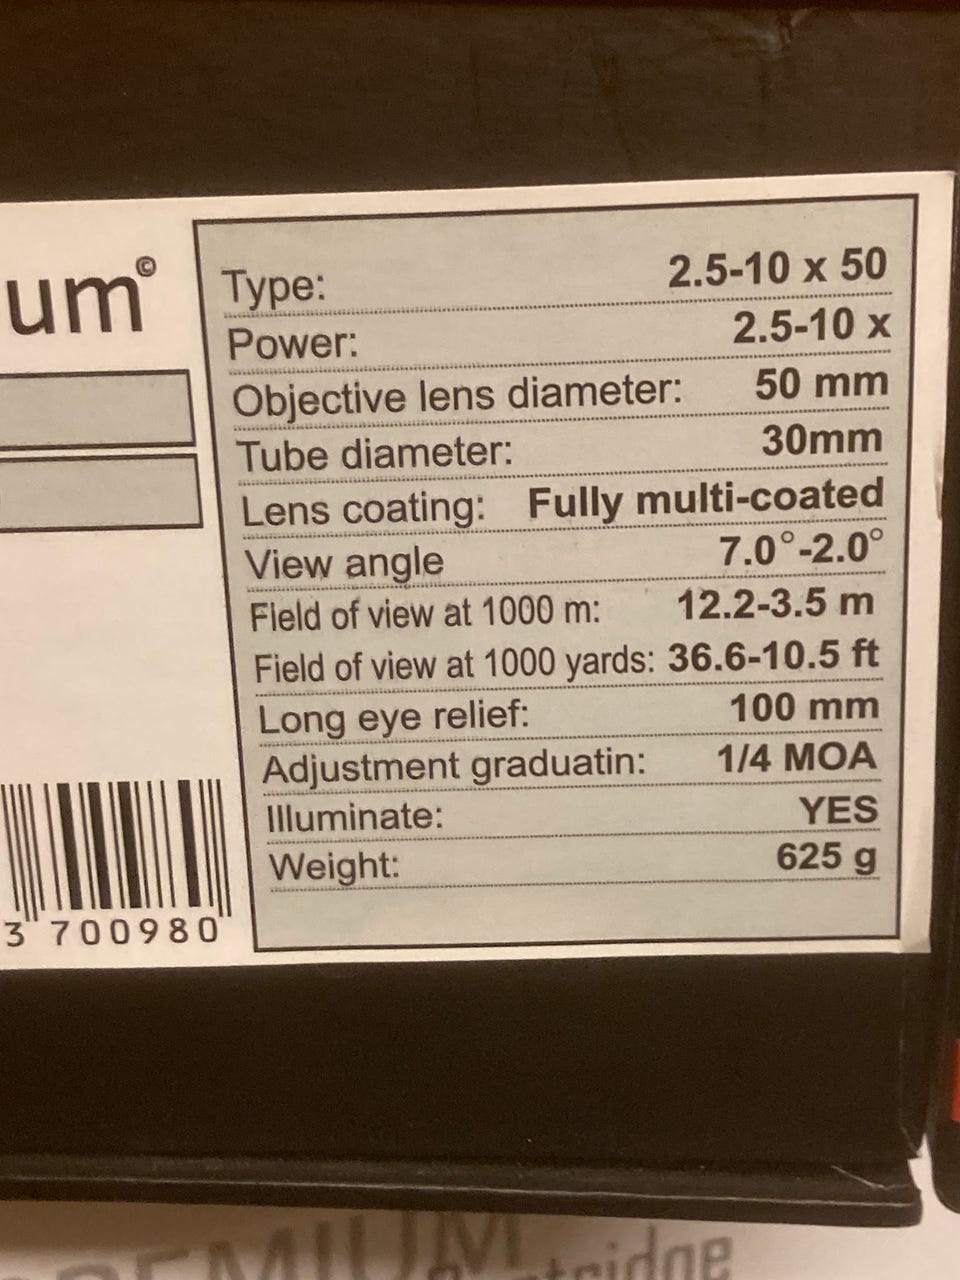 um©
Type: 2.5-10 x 50
Power: 2.5-10 x
Objective lens diameter: 50 mm
Tube diameter: 30mm
Lens coating: Fully multi-coated
View angle 7.0°-2.0°
Field of view at 1000 m: 12.2-3.5 m
Field of view at 1000 yards: 36.6-10.5 ft
Long eye relief: 100 mm
Adjustment graduatin: 1/4 MOA
Illuminate: YES
Weight: 625 g
3 700980